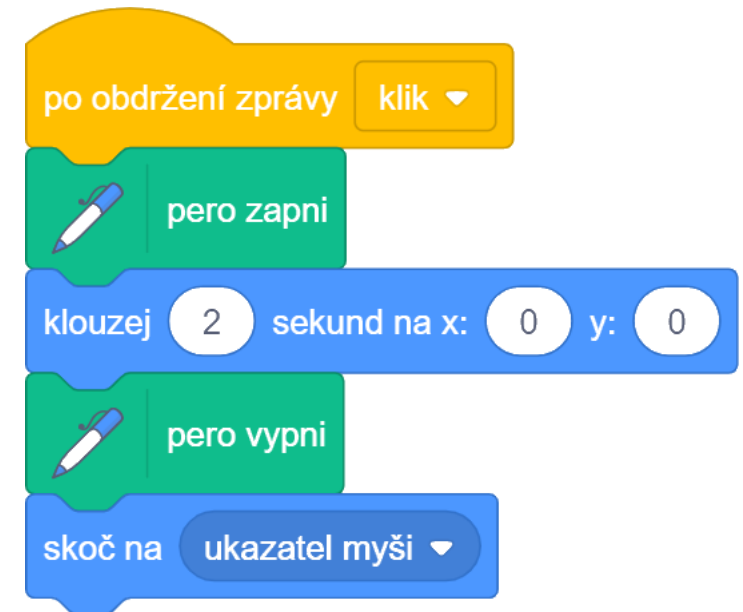 po obdržení zprávy klik
pero zapni
klouzej 2 sekund na x: 0 y: 0
pero vypni
skoč na ukazatel myši